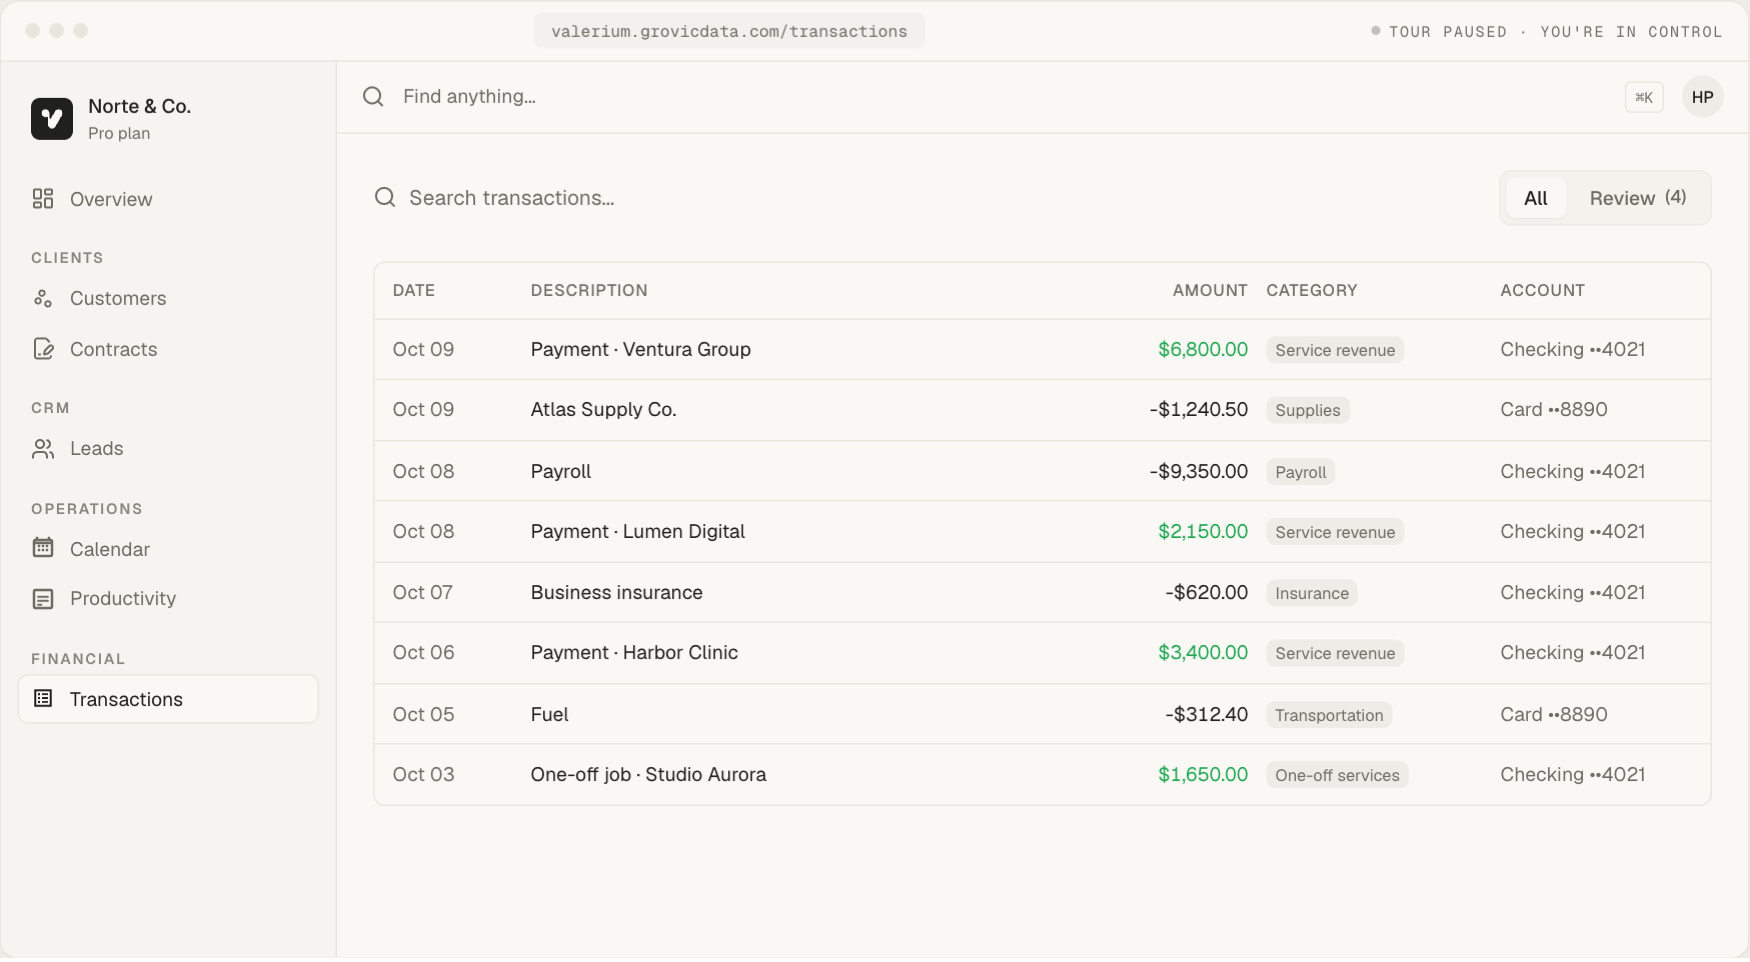 valerium.grovicdata.com/transactions
TOUR PAUSED · YOU'RE IN CONTROL
Norte & Co.
Pro plan
Find anything...
⌘K
HP
Overview
CLIENTS
Customers
Contracts
CRM
Leads
OPERATIONS
Calendar
Productivity
FINANCIAL
Transactions
Search transactions...
All Review (4)
DATE DESCRIPTION AMOUNT CATEGORY ACCOUNT
Oct 09 Payment · Ventura Group $6,800.00 Service revenue Checking ••4021
Oct 09 Atlas Supply Co. -$1,240.50 Supplies Card ••8890
Oct 08 Payroll -$9,350.00 Payroll Checking ••4021
Oct 08 Payment · Lumen Digital $2,150.00 Service revenue Checking ••4021
Oct 07 Business insurance -$620.00 Insurance Checking ••4021
Oct 06 Payment · Harbor Clinic $3,400.00 Service revenue Checking ••4021
Oct 05 Fuel -$312.40 Transportation Card ••8890
Oct 03 One-off job · Studio Aurora $1,650.00 One-off services Checking ••4021